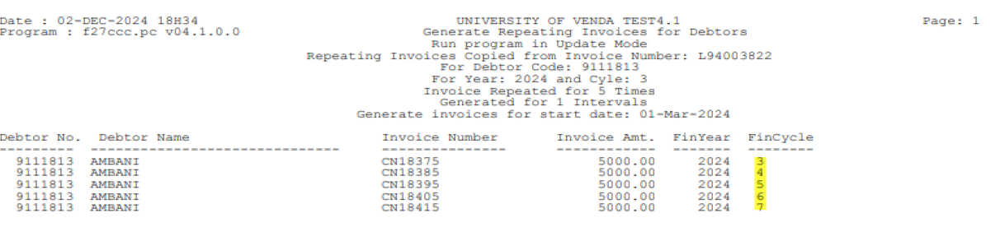 Date : 02-DEC-2024 18H34 UNIVERSITY OF VENDA TEST4.1 Page: 1
Program : f27ccc.pc v04.1.0.0 Generate Repeating Invoices for Debtors
Run program in Update Mode
Repeating Invoices Copied from Invoice Number: L94003822
For Debtor Code: 9111813
For Year: 2024 and Cyle: 3
Invoice Repeated for 5 Times
Generated for 1 Intervals
Generate invoices for start date: 01-Mar-2024
Debtor No. Debtor Name Invoice Number Invoice Amt. FinYear FinCycle
9111813 AMBANI CN18375 5000.00 2024 3
9111813 AMBANI CN18385 5000.00 2024 4
9111813 AMBANI CN18395 5000.00 2024 5
9111813 AMBANI CN18405 5000.00 2024 6
9111813 AMBANI CN18415 5000.00 2024 7